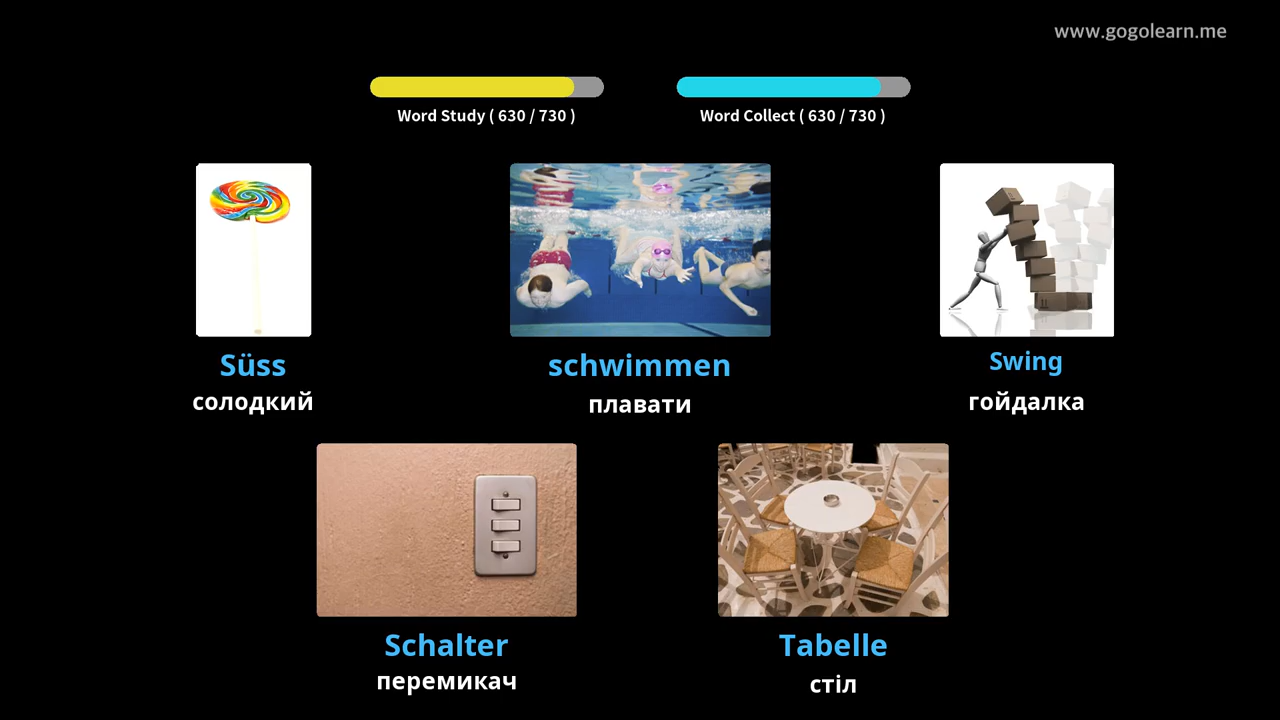 www.gogolearn.me
Word Study ( 630 / 730 )
Word Collect ( 630 / 730 )
Süss
солодкий
schwimmen
плавати
Swing
гойдалка
Schalter
перемикач
Tabelle
стіл